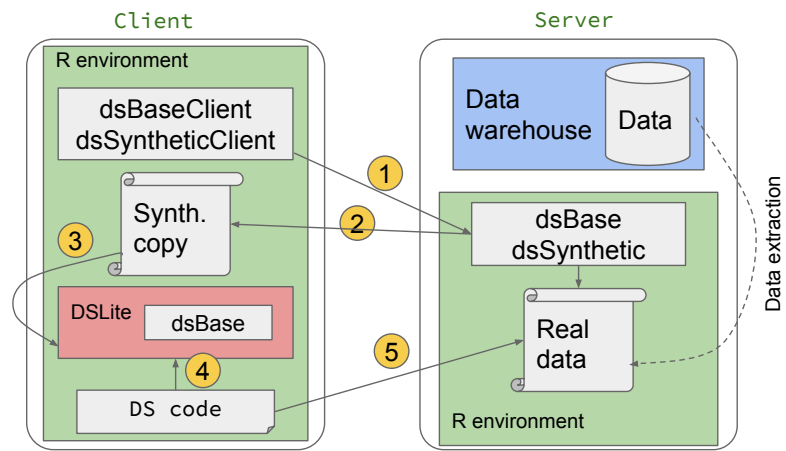 Client
Server
R environment
dsBaseClient
dsSyntheticClient
Data
warehouse
Data
1
2
Synth.
copy
3
dsBase
dsSynthetic
Data extraction
DSLite
dsBase
Real
data
4
5
DS code
R environment